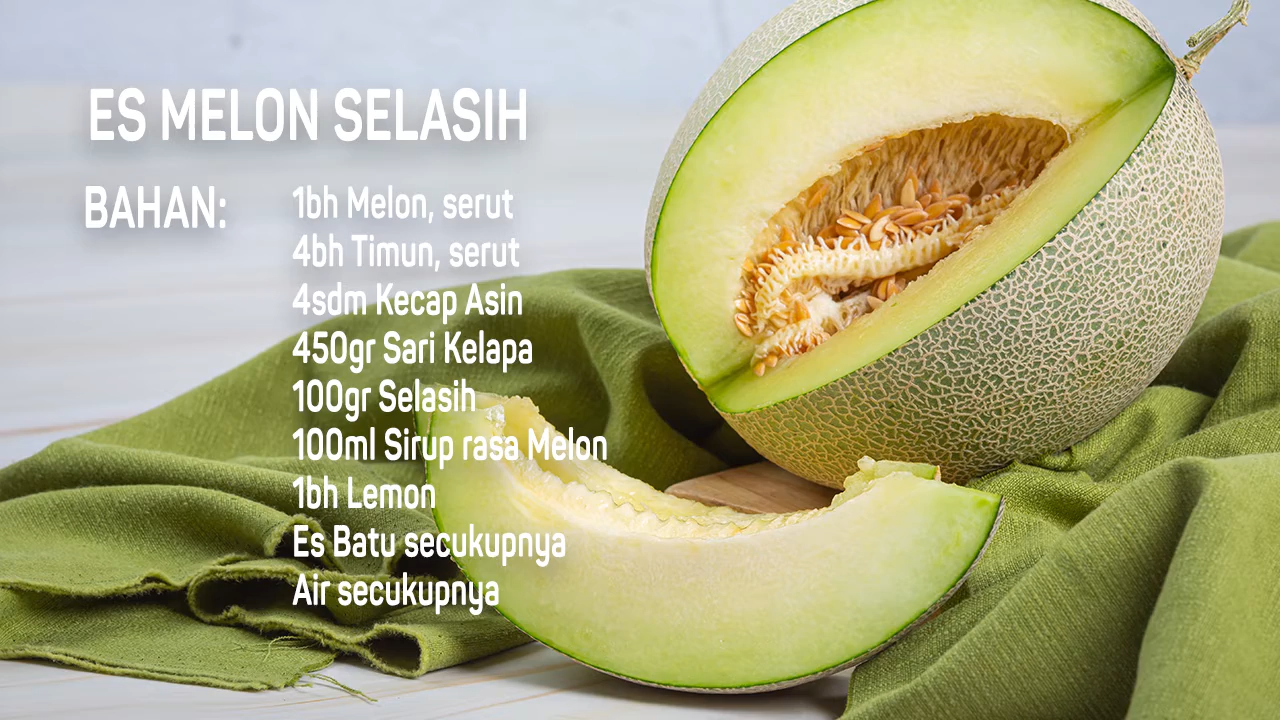 ES MELON SELASIH
BAHAN:
1bh Melon, serut
4bh Timun, serut
4sdm Kecap Asin
450gr Sari Kelapa
100gr Selasih
100ml Sirup rasa Melon
1bh Lemon
Es Batu secukupnya
Air secukupnya